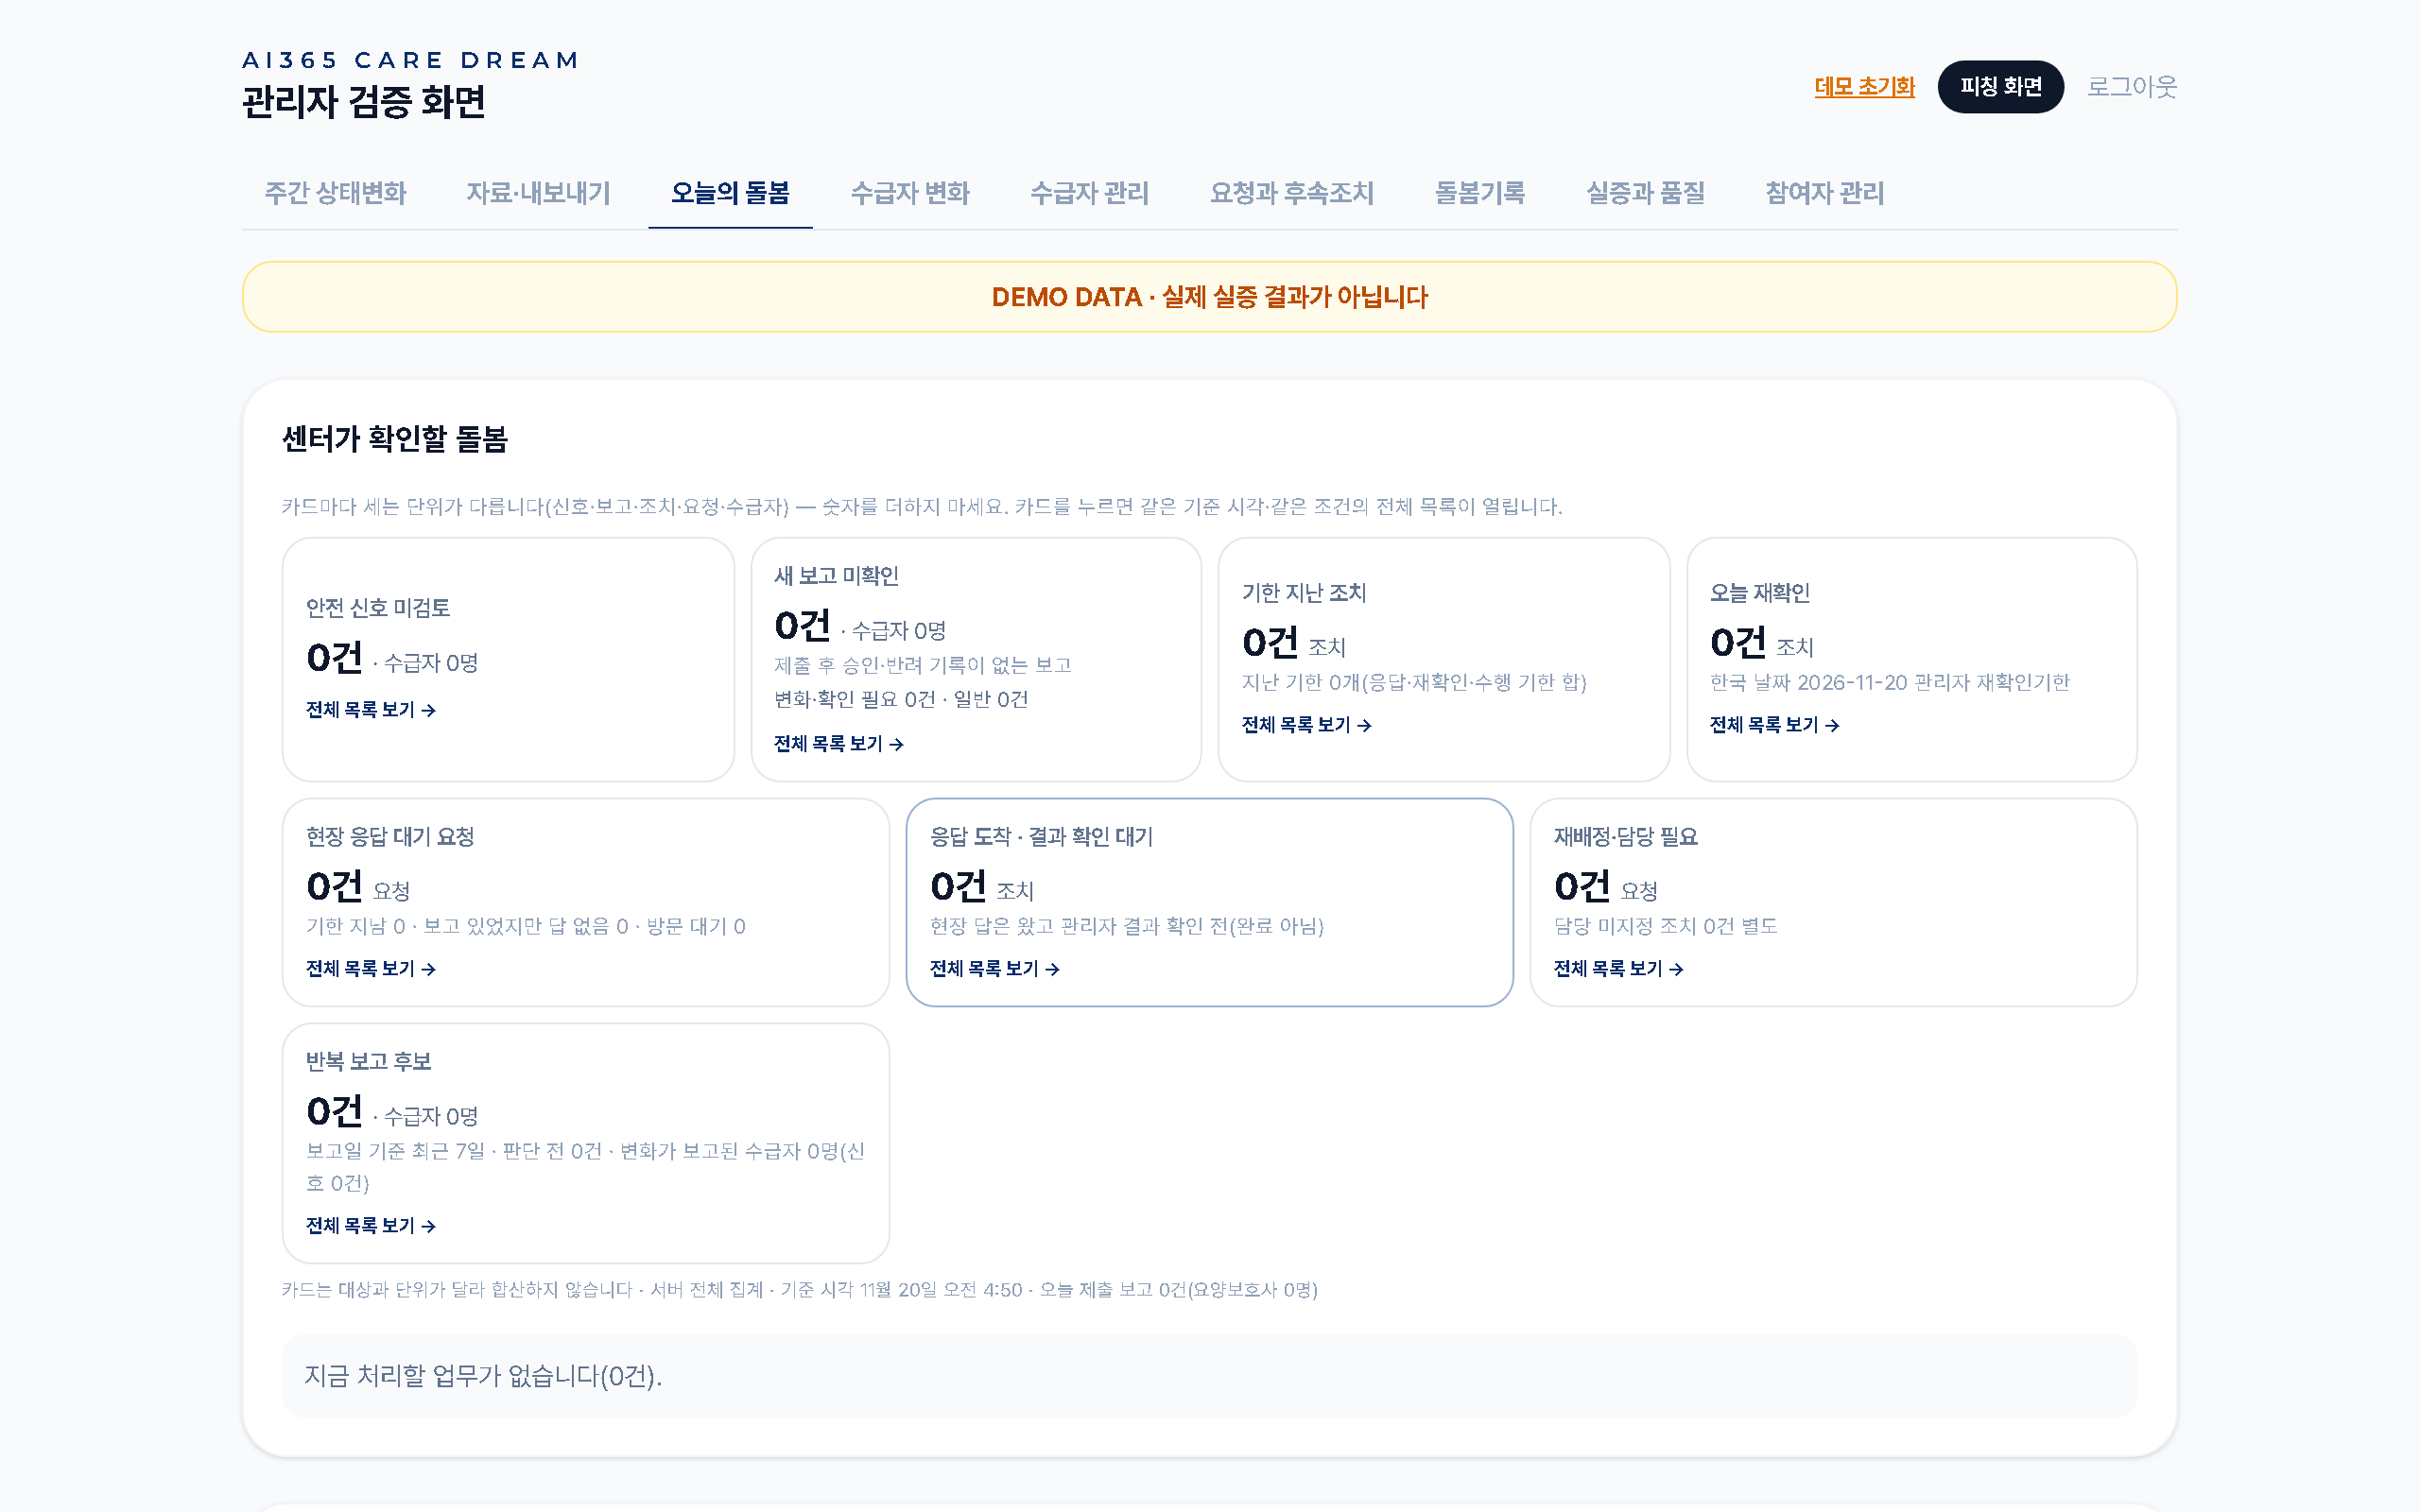 AI365 CARE DREAM
관리자 검증 화면
데모 초기화
피칭 화면
로그아웃
주간 상태변화
자료·내보내기
오늘의 돌봄
수급자 변화
수급자 관리
요청과 후속조치
돌봄기록
실증과 품질
참여자 관리
DEMO DATA · 실제 실증 결과가 아닙니다
센터가 확인할 돌봄
카드마다 세는 단위가 다릅니다(신호·보고·조치·요청·수급자) — 숫자를 더하지 마세요. 카드를 누르면 같은 기준 시각·같은 조건의 전체 목록이 열립니다.
안전 신호 미검토
0건 · 수급자 0명
전체 목록 보기 →
새 보고 미확인
0건 · 수급자 0명
제출 후 승인·반려 기록이 없는 보고
변화·확인 필요 0건 · 일반 0건
전체 목록 보기 →
기한 지난 조치
0건 조치
지난 기한 0개(응답·재확인·수행 기한 합)
전체 목록 보기 →
오늘 재확인
0건 조치
한국 날짜 2026-11-20 관리자 재확인기한
전체 목록 보기 →
현장 응답 대기 요청
0건 요청
기한 지남 0 · 보고 있었지만 답 없음 0 · 방문 대기 0
전체 목록 보기 →
응답 도착 · 결과 확인 대기
0건 조치
현장 답은 왔고 관리자 결과 확인 전(완료 아님)
전체 목록 보기 →
재배정·담당 필요
0건 요청
담당 미지정 조치 0건 별도
전체 목록 보기 →
반복 보고 후보
0건 · 수급자 0명
보고일 기준 최근 7일 · 판단 전 0건 · 변화가 보고된 수급자 0명(신
호 0건)
전체 목록 보기 →
카드는 대상과 단위가 달라 합산하지 않습니다 · 서버 전체 집계 · 기준 시각 11월 20일 오전 4:50 · 오늘 제출 보고 0건(요양보호사 0명)
지금 처리할 업무가 없습니다(0건).